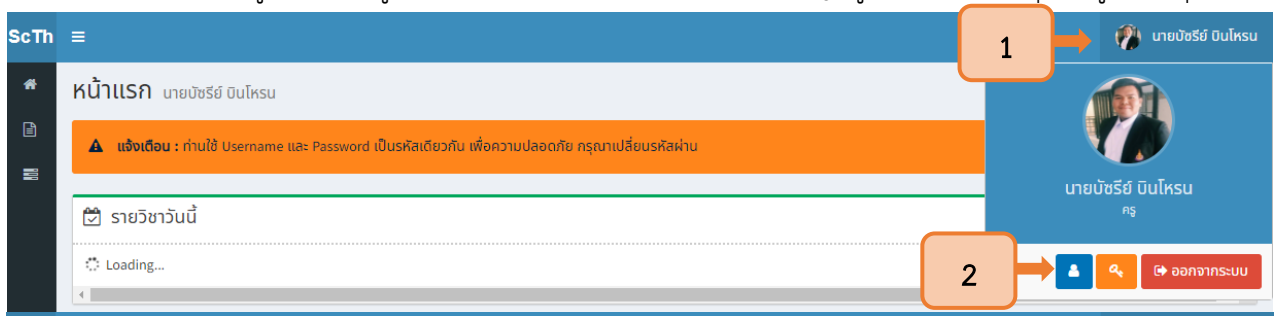 ScTh
นายบัซรีย์ บินโหรน
1
หน้าแรก นายบัซรีย์ บินโหรน
แจ้งเตือน : ท่านใช้ Username และ Password เป็นรหัสเดียวกัน เพื่อความปลอดภัย กรุณาเปลี่ยนรหัสผ่าน
นายบัซรีย์ บินโหรน
ครู
รายวิชาวันนี้
Loading...
2
ออกจากระบบ